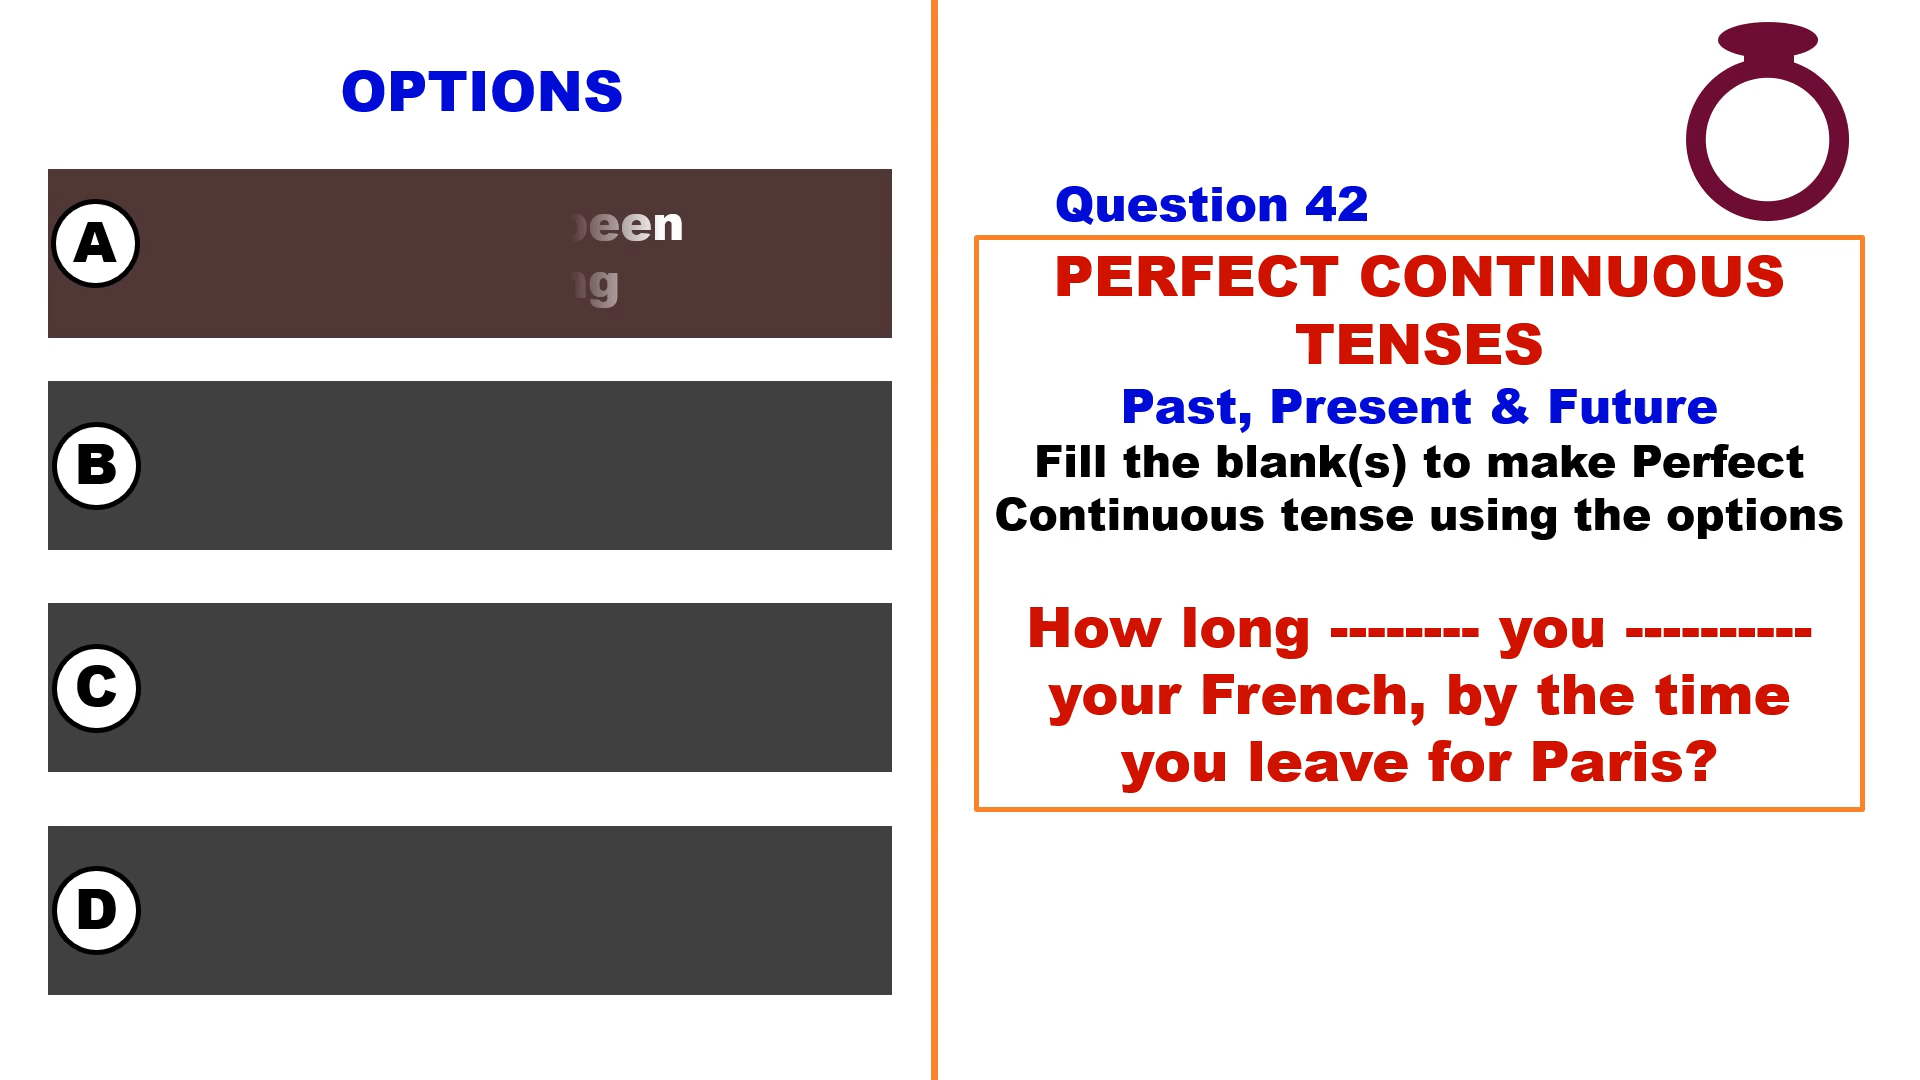 OPTIONS
A
B
C
D
Question 42
PERFECT CONTINUOUS
TENSES
Past, Present & Future
Fill the blank(s) to make Perfect
Continuous tense using the options
How long -------- you ----------
your French, by the time
you leave for Paris?